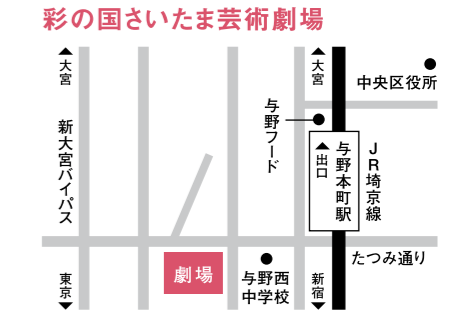 彩の国さいたま芸術劇場
大宮
大宮
中央区役所
与野フード
新大宮バイパス
出口
与野本町駅
JR埼京線
たつみ通り
劇場
東京
与野西
中学校
新宿